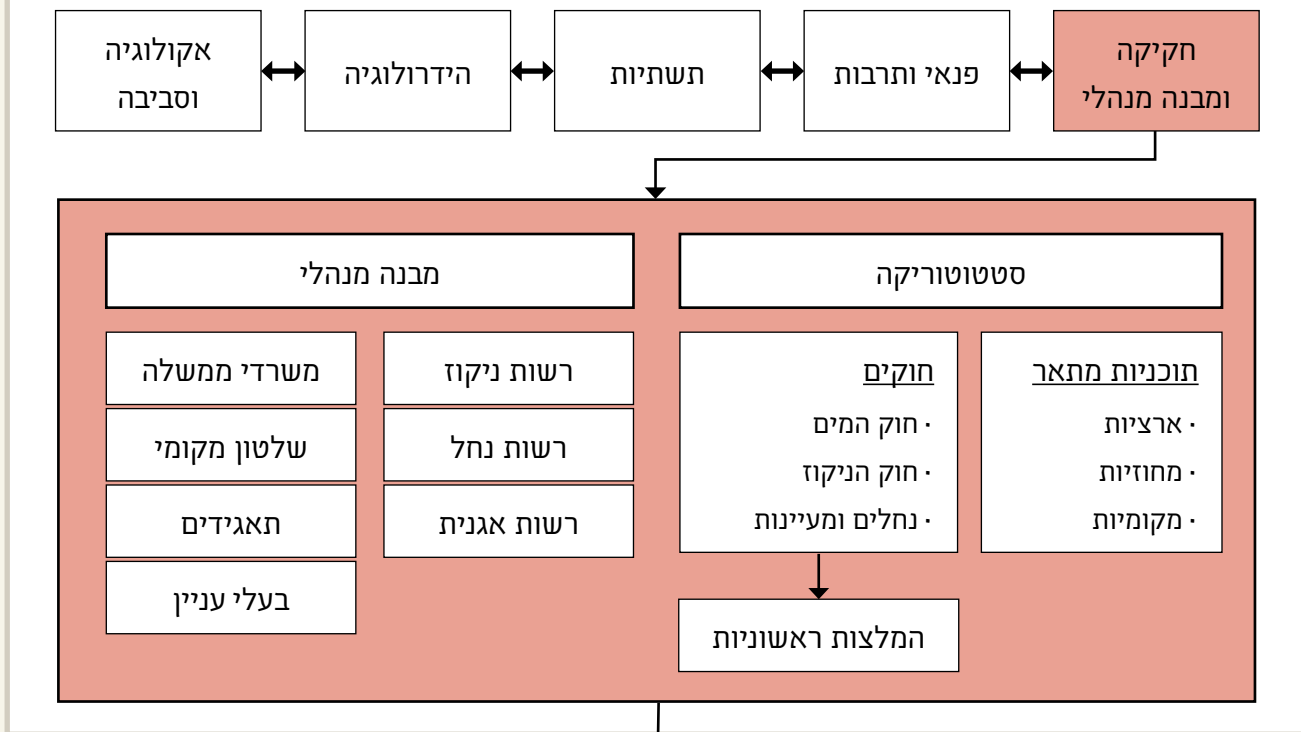 חקיקה
ומבנה מנהלי
פנאי ותרבות
תשתיות
הידרולוגיה
אקולוגיה
וסביבה
סטטוטוריקה
תוכניות מתאר
· ארציות
· מחוזיות
· מקומיות
חוקים
· חוק המים
· חוק הניקוז
· נחלים ומעיינות
המלצות ראשוניות
מבנה מנהלי
רשות ניקוז
רשות נחל
רשות אגנית
משרדי ממשלה
שלטון מקומי
תאגידים
בעלי עניין